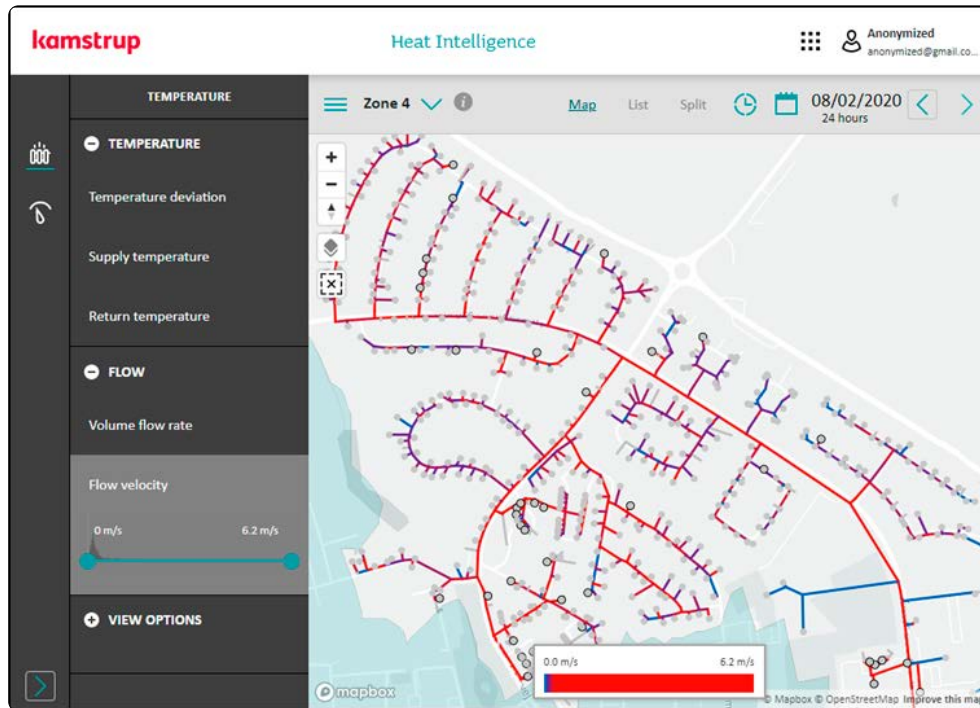 kamstrup
Heat Intelligence
Anonymized
anonymized@gmail.co...
TEMPERATURE
TEMPERATURE
Temperature deviation
Supply temperature
Return temperature
FLOW
Volume flow rate
Flow velocity
0 m/s 6.2 m/s
VIEW OPTIONS
Zone 4
Map List Split
08/02/2020
24 hours
0.0 m/s 6.2 m/s
mapbox
© Mapbox © OpenStreetMap Improve this map